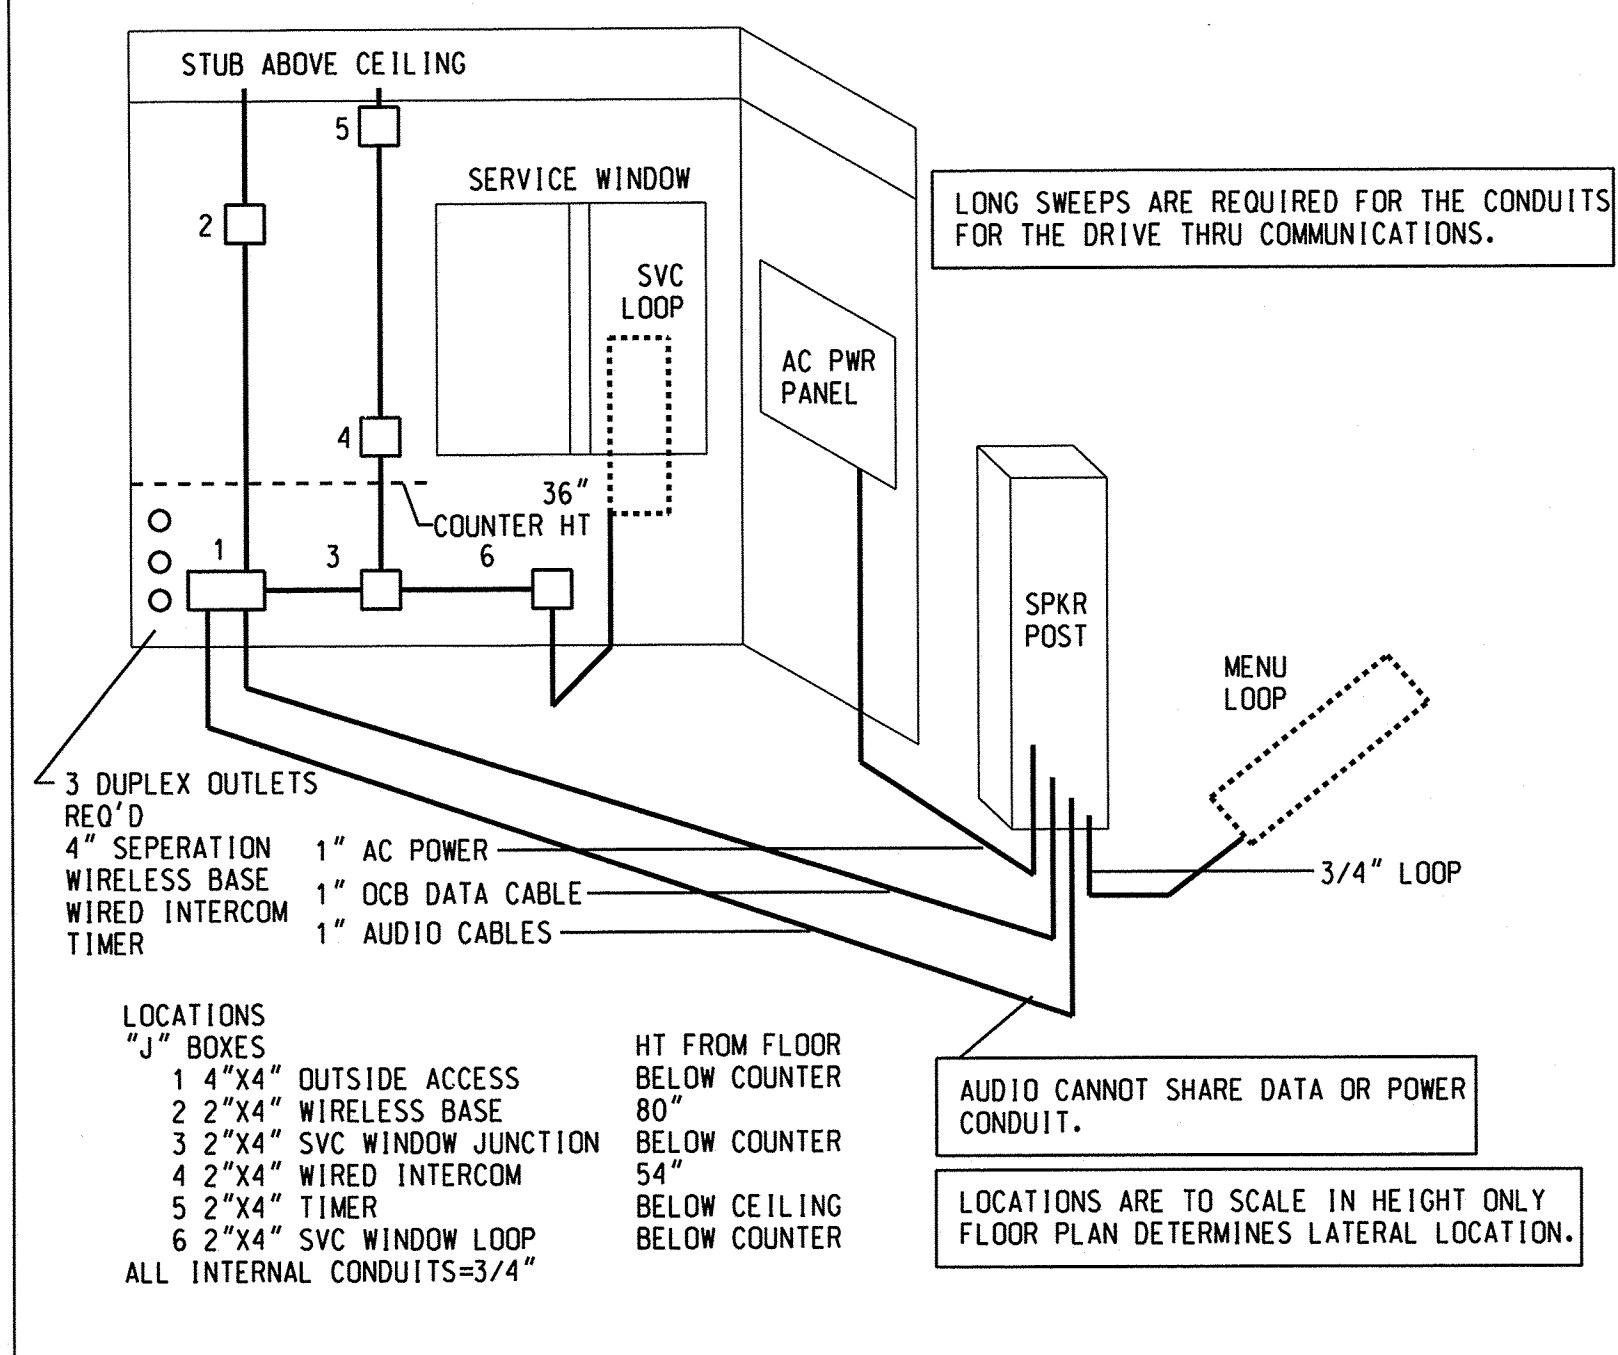 STUB ABOVE CEILING
5
SERVICE WINDOW
2
SVC
LOOP
4
36"
COUNTER HT
1
3
6
AC PWR
PANEL
LONG SWEEPS ARE REQUIRED FOR THE CONDUITS
FOR THE DRIVE THRU COMMUNICATIONS.
SPKR
POST
MENU
LOOP
3/4" LOOP
3 DUPLEX OUTLETS
REQ'D
4" SEPERATION
WIRELESS BASE
WIRED INTERCOM
TIMER
1" AC POWER
1" OCB DATA CABLE
1" AUDIO CABLES
LOCATIONS
"J" BOXES HT FROM FLOOR
1 4"X4" OUTSIDE ACCESS BELOW COUNTER
2 2"X4" WIRELESS BASE 80"
3 2"X4" SVC WINDOW JUNCTION BELOW COUNTER
4 2"X4" WIRED INTERCOM 54"
5 2"X4" TIMER BELOW CEILING
6 2"X4" SVC WINDOW LOOP BELOW COUNTER
ALL INTERNAL CONDUITS=3/4"
AUDIO CANNOT SHARE DATA OR POWER
CONDUIT.
LOCATIONS ARE TO SCALE IN HEIGHT ONLY
FLOOR PLAN DETERMINES LATERAL LOCATION.